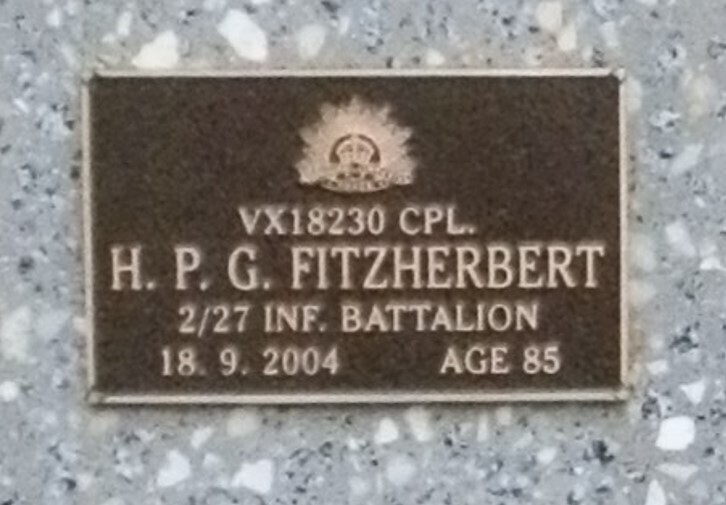 VX18230 CPL.
H. P. G. FITZHERBERT
2/27 INF. BATTALION
18. 9. 2004 AGE 85